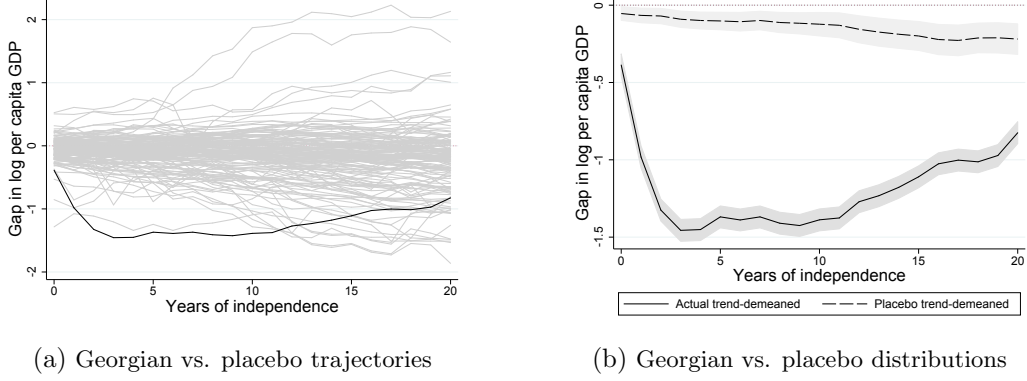 Gap in log per capita GDP
2
1
0
-1
-2
0 5 10 15 20
Years of independence
(a) Georgian vs. placebo trajectories
Gap in log per capita GDP
0
-.5
-1
-1.5
0 5 10 15 20
Years of independence
Actual trend-demeaned Placebo trend-demeaned
(b) Georgian vs. placebo distributions